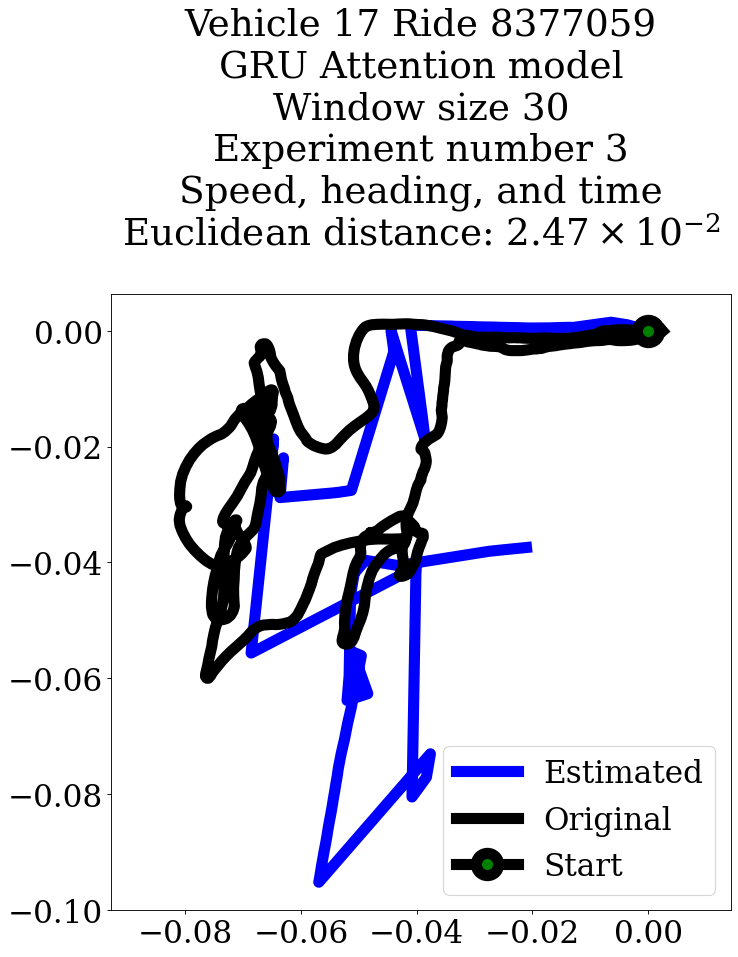 Vehicle 17 Ride 8377059
GRU Attention model
Window size 30
Experiment number 3
Speed, heading, and time
Euclidean distance: 2.47 × 10⁻²
0.00
−0.02
−0.04
−0.06
−0.08
−0.10
Estimated
Original
Start
−0.08 −0.06 −0.04 −0.02 0.00